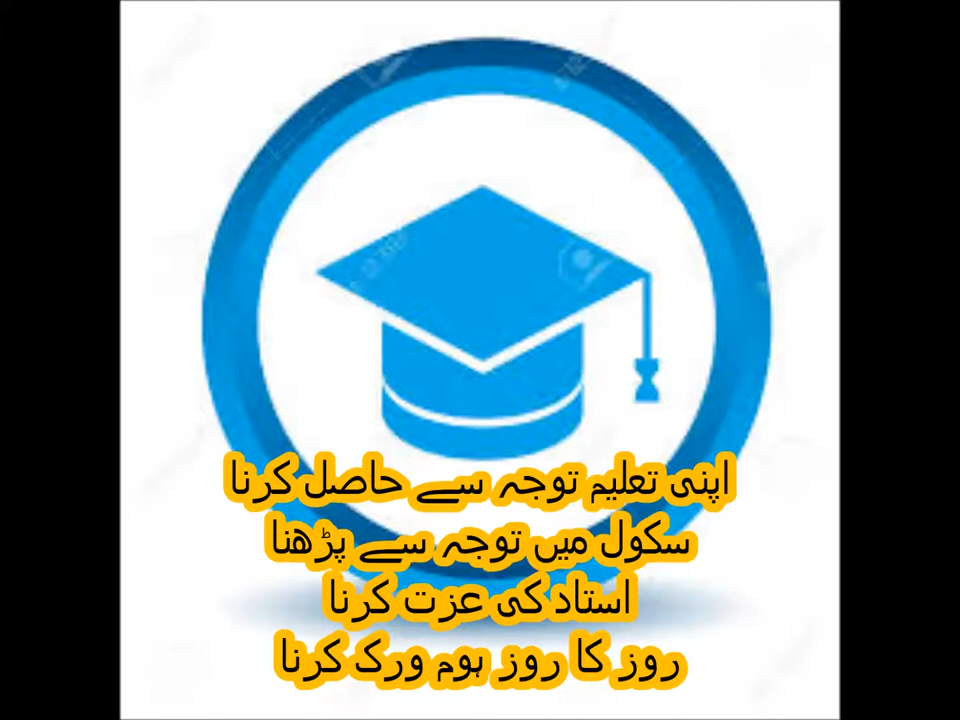 اپنی تعلیم توجہ سے حاصل کرنا
سکول میں توجہ سے پڑھنا
استاد کی عزت کرنا
روز کا روز ہوم ورک کرنا